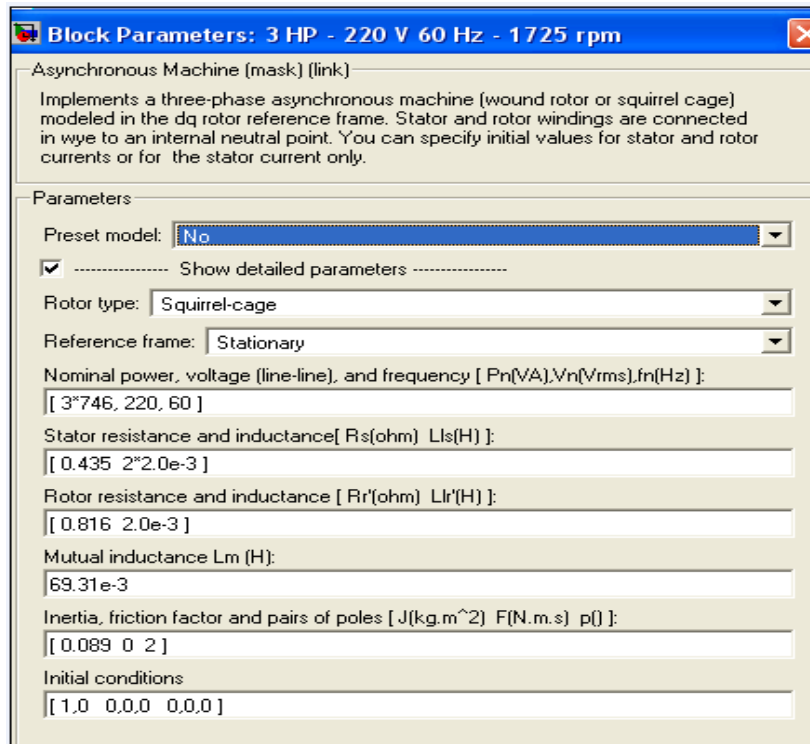 Block Parameters: 3 HP - 220 V 60 Hz - 1725 rpm
Asynchronous Machine (mask) (link)
Implements a three-phase asynchronous machine (wound rotor or squirrel cage)
modeled in the dq rotor reference frame. Stator and rotor windings are connected
in wye to an internal neutral point. You can specify initial values for stator and rotor
currents or for the stator current only.
Parameters
Preset model: No
---------------- Show detailed parameters ----------------
Rotor type: Squirrel-cage
Reference frame: Stationary
Nominal power, voltage (line-line), and frequency [ Pn(VA),Vn(Vrms),fn(Hz) ]:
[ 3*746, 220, 60 ]
Stator resistance and inductance[ Rs(ohm) Lls(H) ]:
[ 0.435 2*2.0e-3 ]
Rotor resistance and inductance [ Rr'(ohm) Llr'(H) ]:
[ 0.816 2.0e-3 ]
Mutual inductance Lm (H):
69.31e-3
Inertia, friction factor and pairs of poles [ J(kg.m^2) F(N.m.s) p() ]:
[ 0.089 0 2 ]
Initial conditions
[ 1,0 0,0,0 0,0,0 ]